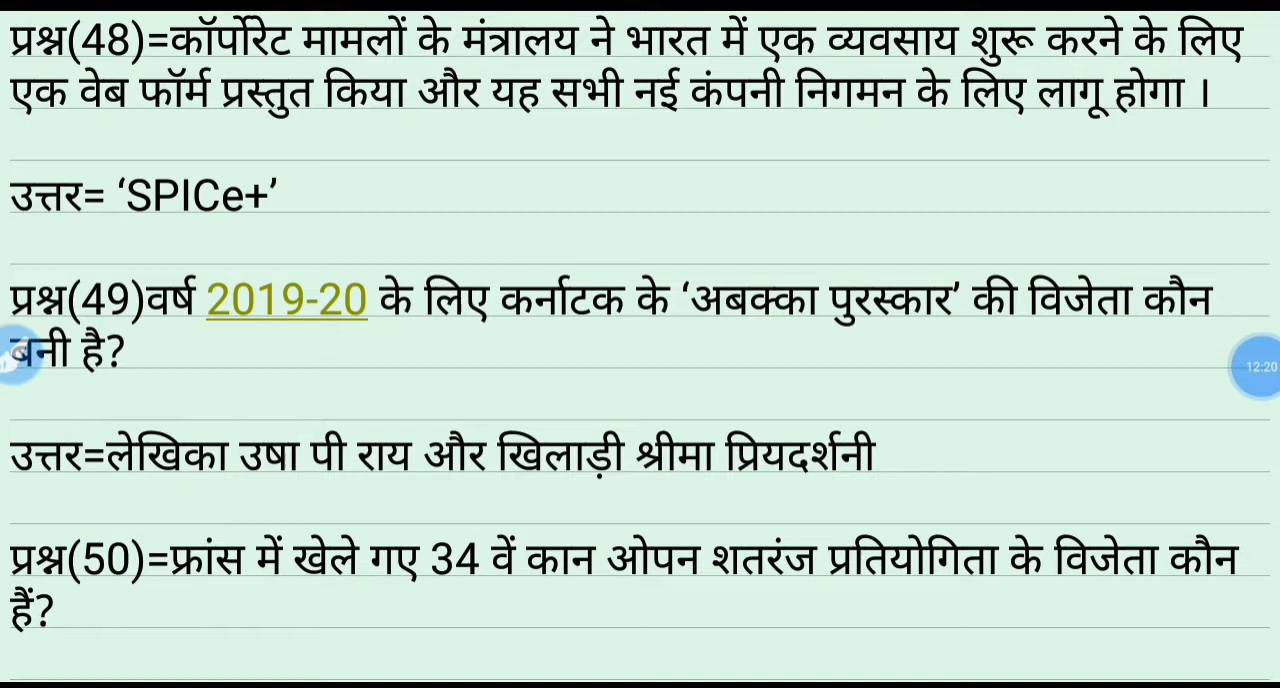 प्रश्न(48)=कॉर्पोरेट मामलों के मंत्रालय ने भारत में एक व्यवसाय शुरू करने के लिए
एक वेब फॉर्म प्रस्तुत किया और यह सभी नई कंपनी निगमन के लिए लागू होगा ।
उत्तर= ‘SPICe+’
प्रश्न(49)वर्ष 2019-20 के लिए कर्नाटक के ‘अबक्का पुरस्कार’ की विजेता कौन
बनी है?
12:20
उत्तर=लेखिका उषा पी राय और खिलाड़ी श्रीमा प्रियदर्शनी
प्रश्न(50)=फ्रांस में खेले गए 34 वें कान ओपन शतरंज प्रतियोगिता के विजेता कौन
हैं?